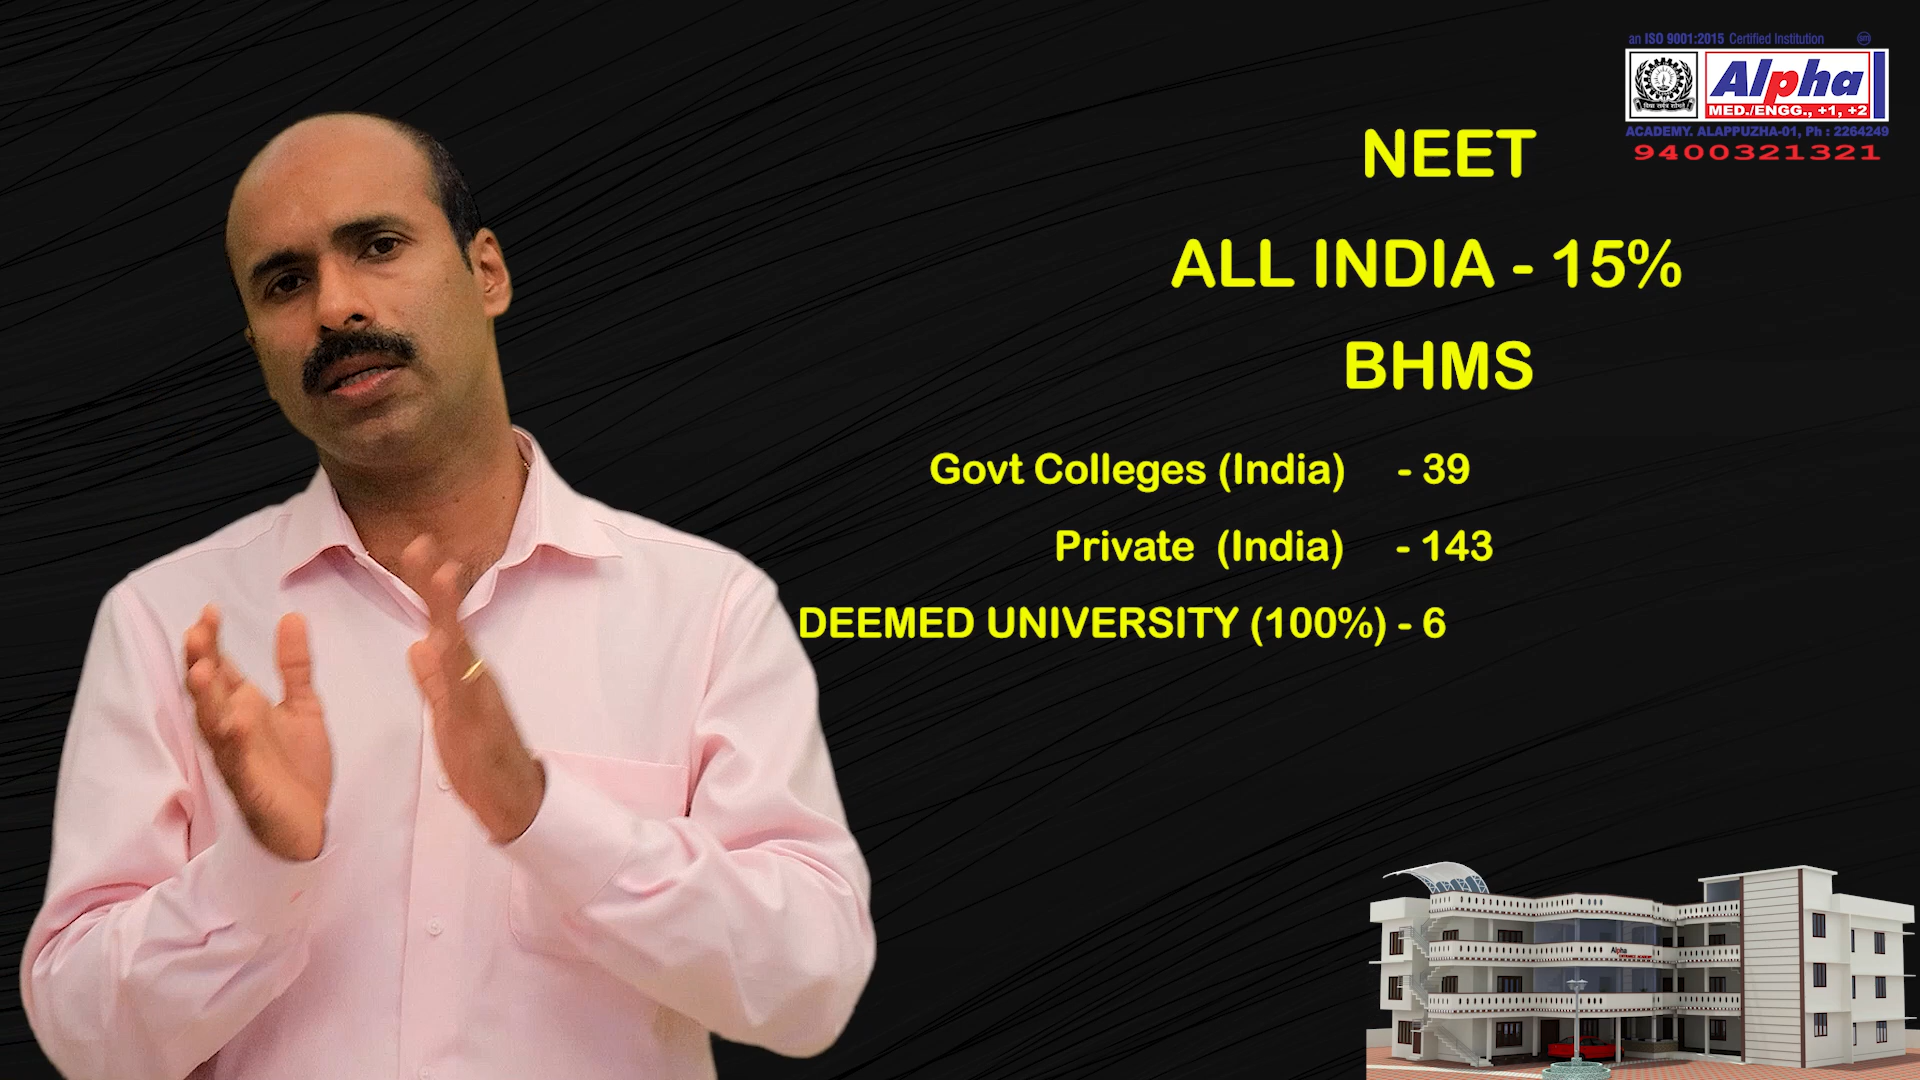 an ISO 9001:2015 Certified Institution
Alpha
MED./ENGG., +1, +2
ACADEMY. ALAPPUZHA-01, Ph : 2264249
9400321321
NEET
ALL INDIA - 15%
BHMS
Govt Colleges (India) - 39
Private (India) - 143
DEEMED UNIVERSITY (100%) - 6
Alpha